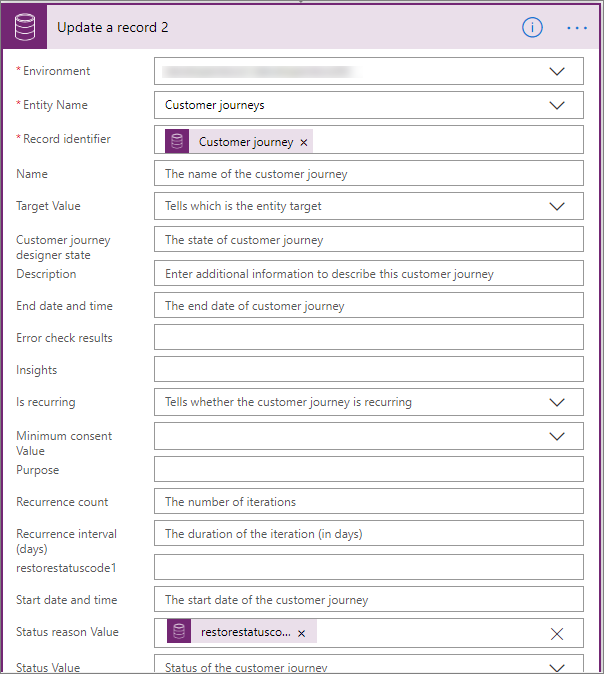 Update a record 2
* Environment
* Entity Name Customer journeys
* Record identifier Customer journey ×
Name The name of the customer journey
Target Value Tells which is the entity target
Customer journey designer state The state of customer journey
Description Enter additional information to describe this customer journey
End date and time The end date of customer journey
Error check results
Insights
Is recurring Tells whether the customer journey is recurring
Minimum consent
Value
Purpose
Recurrence count The number of iterations
Recurrence interval (days) The duration of the iteration (in days)
restorestatuscode1
Start date and time The start date of the customer journey
Status reason Value restorestatusco... ×
Status Value Status of the customer journey